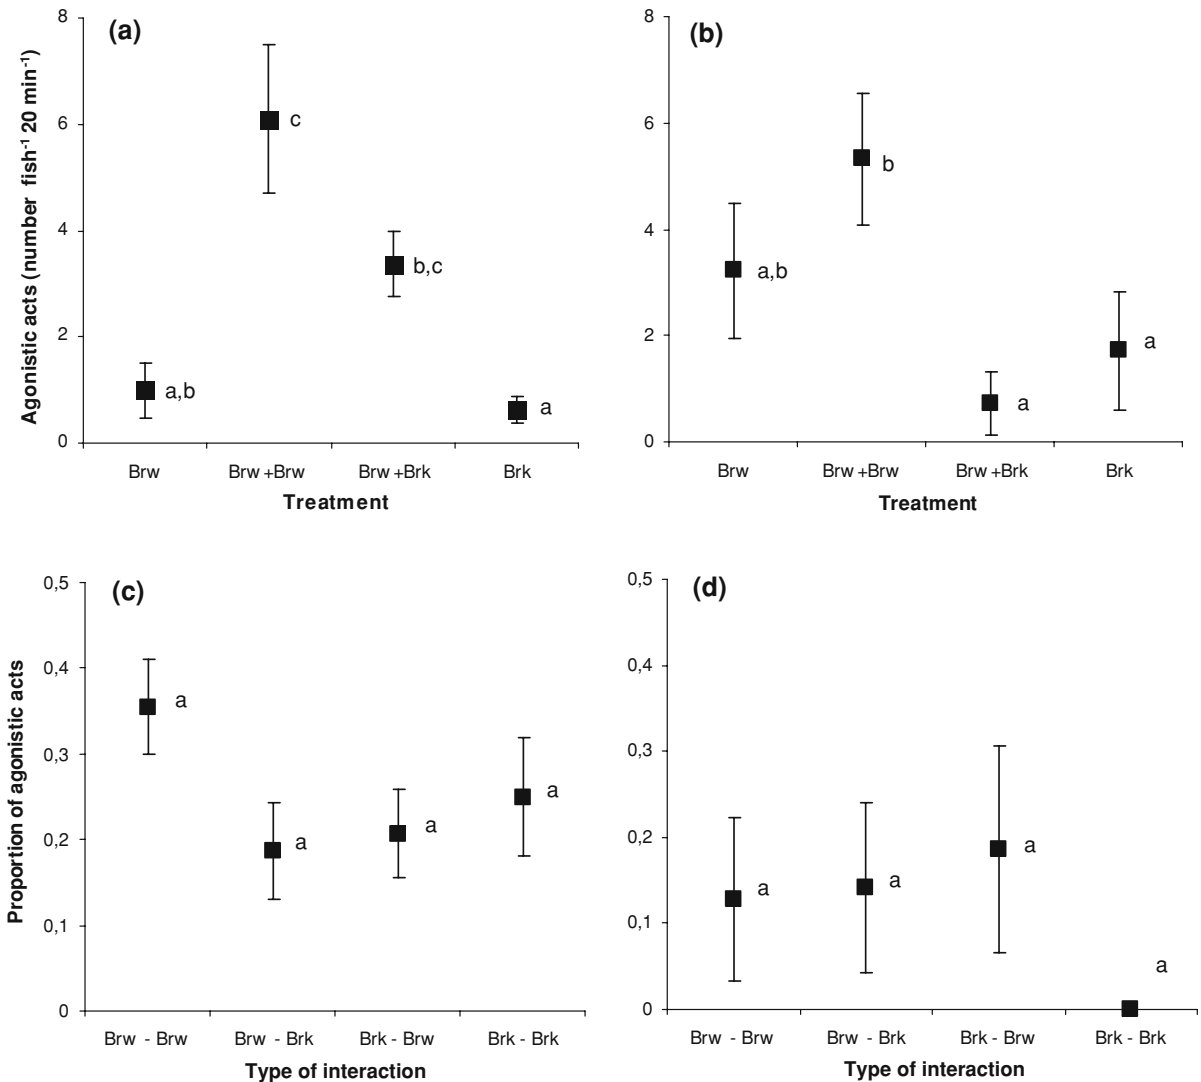 (a)
Agonistic acts (number fish⁻¹ 20 min⁻¹)
8
6
4
2
0
c
b,c
a,b
a
Brw
Brw +Brw
Brw +Brk
Brk
Treatment
(b)
8
6
4
2
0
a,b
b
a
a
Brw
Brw +Brw
Brw +Brk
Brk
Treatment
(c)
Proportion of agonistic acts
0,5
0,4
0,3
0,2
0,1
0
a
a
a
a
Brw - Brw
Brw - Brk
Brk - Brw
Brk - Brk
Type of interaction
(d)
0,5
0,4
0,3
0,2
0,1
0
a
a
a
a
Brw - Brw
Brw - Brk
Brk - Brw
Brk - Brk
Type of interaction